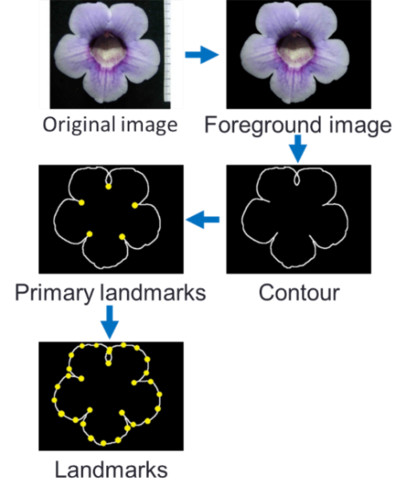 Original image
Foreground image
Primary landmarks
Contour
Landmarks